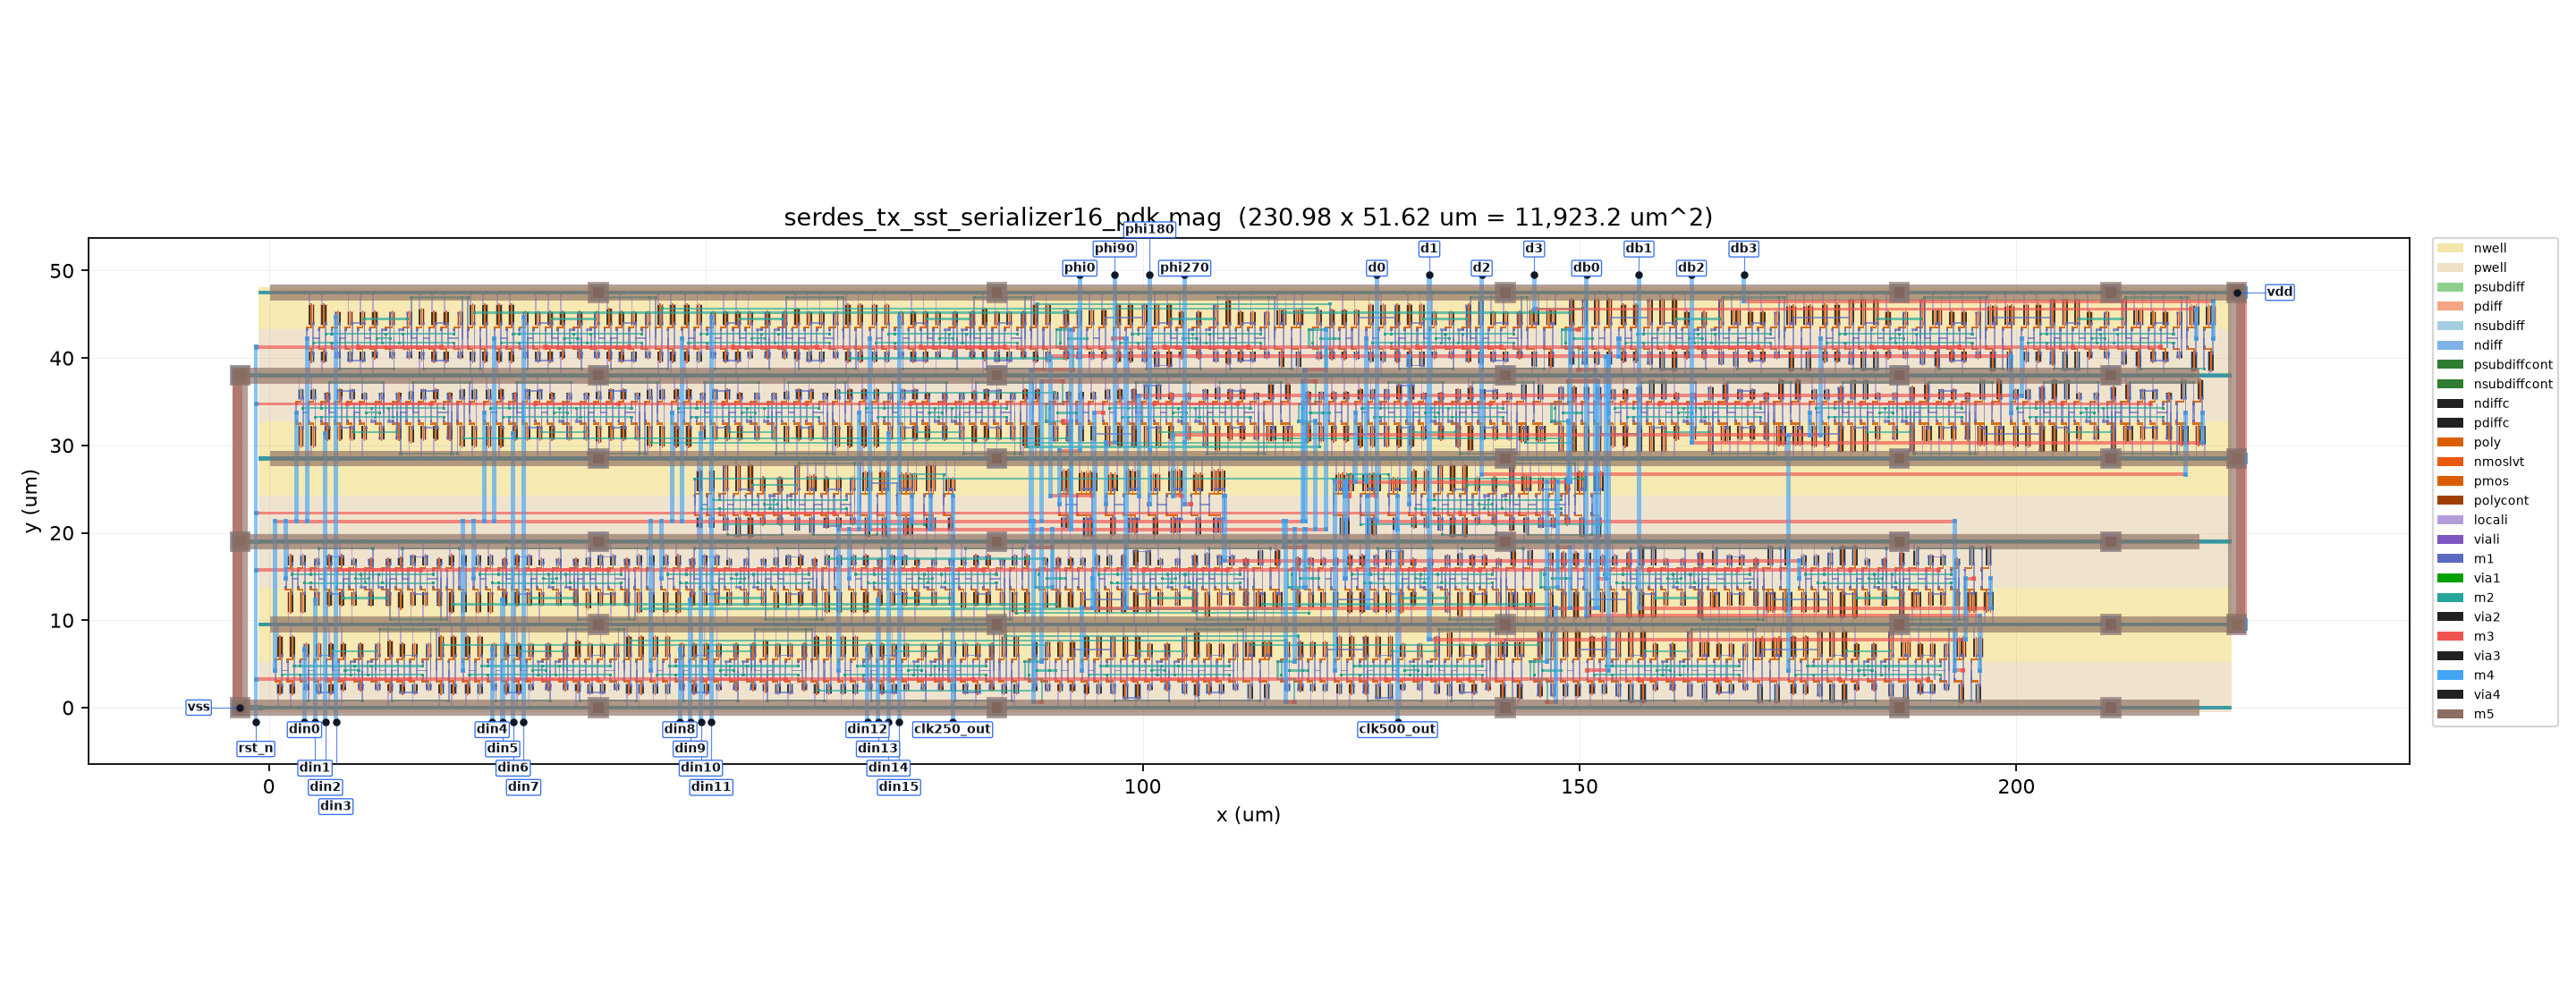 serdes_tx_sst_serializer16_pdk mag  (230.98 x 51.62 um = 11,923.2 um^2)
phi180
phi90
d1
d3
db1
db3
phi0
phi270
d0
d2
db0
db2
vdd
50
40
30
20
10
0
y (um)
vss
din0
din4
din8
din12
clk250_out
clk500_out
rst_n
din5
din9
din13
din1
din6
din10
din14
din2
din7
din11
din15
din3
0
100
150
200
x (um)
nwell
pwell
psubdiff
pdiff
nsubdiff
ndiff
psubdiffcont
nsubdiffcont
ndiffc
pdiffc
poly
nmoslvt
pmos
polycont
locali
viali
m1
via1
m2
via2
m3
via3
m4
via4
m5